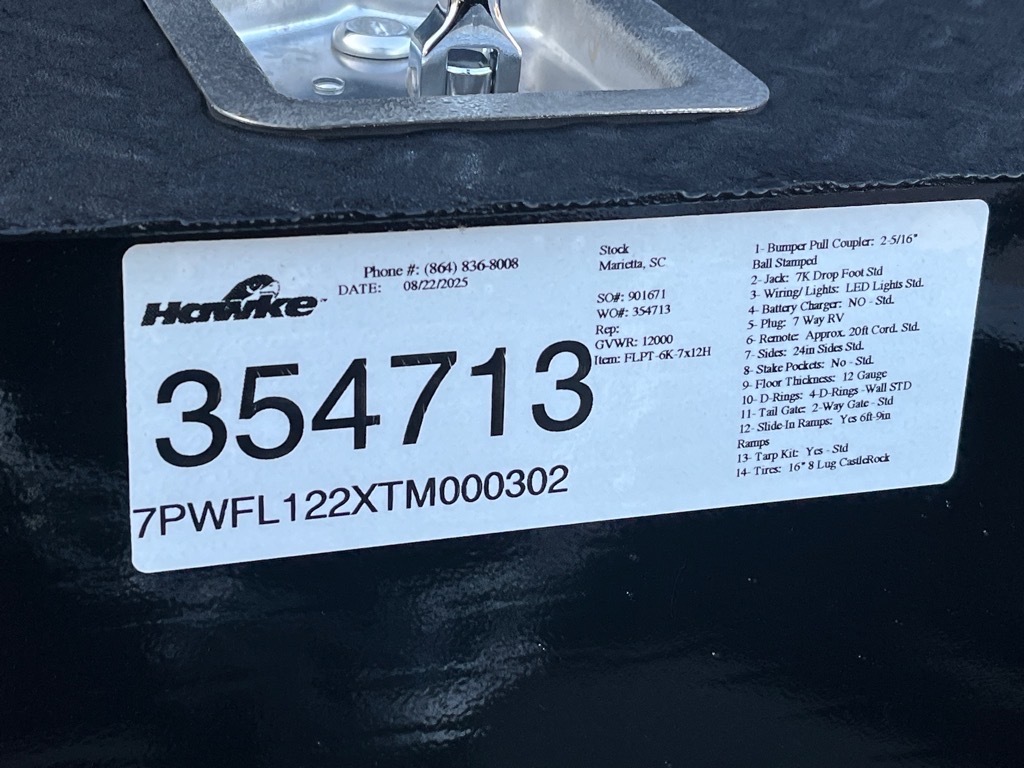 Hawke™
Phone #: (864) 836-8008
DATE: 08/22/2025
354713
7PWFL122XTM000302
Stock
Marietta, SC
SO#: 901671
WO#: 354713
Rep:
GVWR: 12000
Item: FLPT-6K-7x12H
1- Bumper Pull Coupler: 2-5/16"
Ball Stamped
2- Jack: 7K Drop Foot Std
3- Wiring/ Lights: LED Lights Std.
4- Battery Charger: NO - Std.
5- Plug: 7 Way RV
6- Remote: Approx. 20ft Cord. Std.
7- Sides: 24in Sides Std.
8- Stake Pockets: No - Std.
9- Floor Thickness: 12 Gauge
10- D-Rings: 4-D-Rings -Wall STD
11- Tail Gate: 2-Way Gate - Std
12- Slide-In Ramps: Yes 6ft-9in
Ramps
13- Tarp Kit: Yes - Std
14- Tires: 16" 8 Lug CastleRock